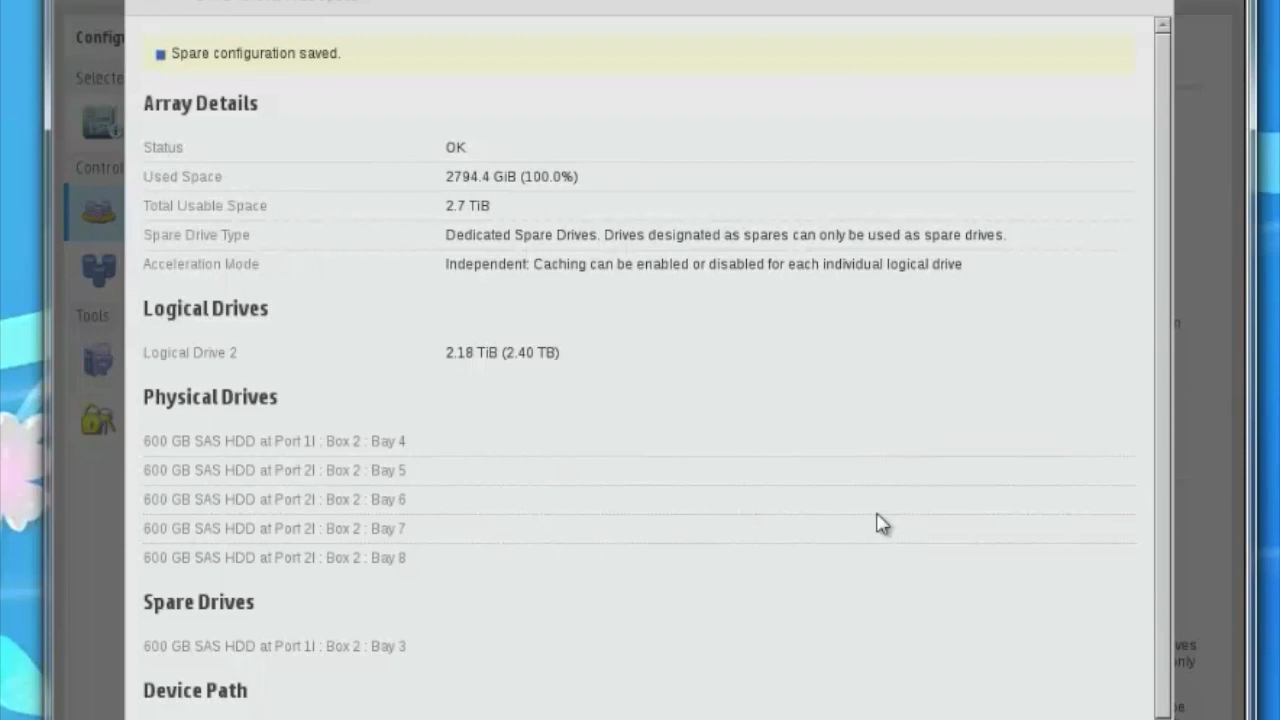 Spare configuration saved.
Array Details
Status OK
Used Space 2794.4 GiB (100.0%)
Total Usable Space 2.7 TiB
Spare Drive Type Dedicated Spare Drives. Drives designated as spares can only be used as spare drives.
Acceleration Mode Independent: Caching can be enabled or disabled for each individual logical drive
Logical Drives
Logical Drive 2 2.18 TiB (2.40 TB)
Physical Drives
600 GB SAS HDD at Port 1I : Box 2 : Bay 4
600 GB SAS HDD at Port 2I : Box 2 : Bay 5
600 GB SAS HDD at Port 2I : Box 2 : Bay 6
600 GB SAS HDD at Port 2I : Box 2 : Bay 7
600 GB SAS HDD at Port 2I : Box 2 : Bay 8
Spare Drives
600 GB SAS HDD at Port 1I : Box 2 : Bay 3
Device Path
Config
Selecte
Control
Tools